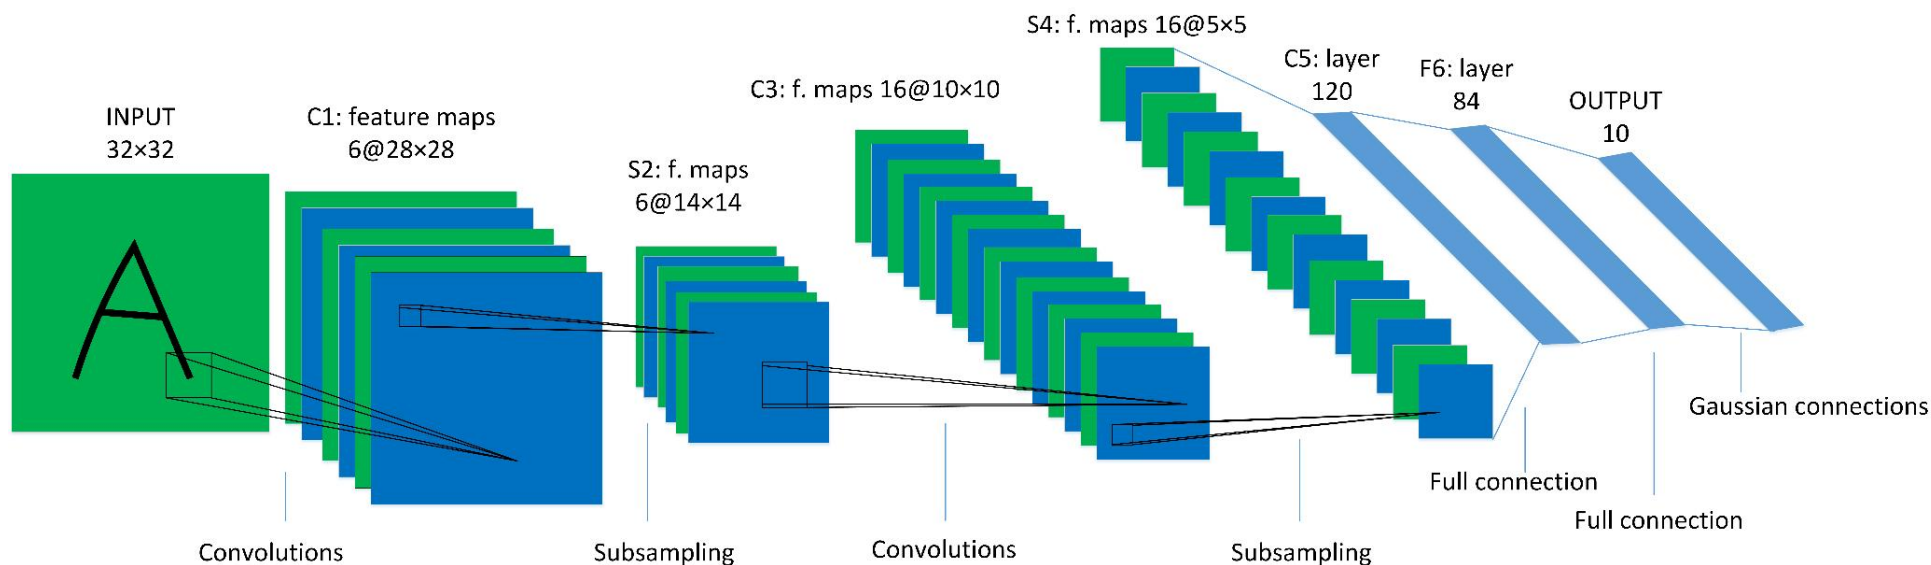 INPUT
32×32
C1: feature maps
6@28×28
S2: f. maps
6@14×14
C3: f. maps 16@10×10
S4: f. maps 16@5×5
C5: layer
120
F6: layer
84
OUTPUT
10
A
Convolutions
Subsampling
Convolutions
Subsampling
Full connection
Full connection
Gaussian connections